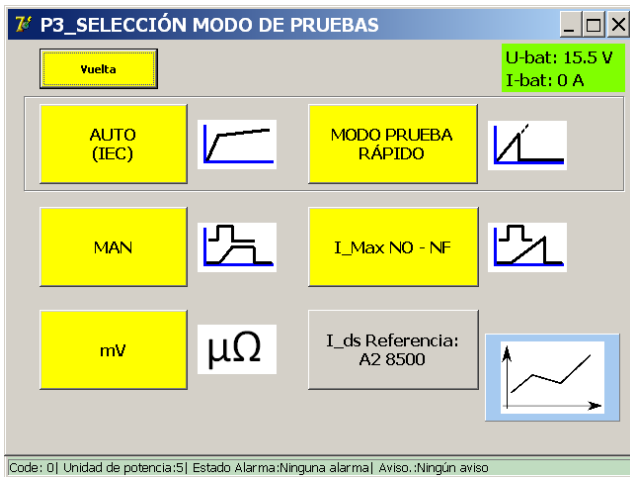 P3_SELECCIÓN MODO DE PRUEBAS
Vuelta
U-bat: 15.5 V
I-bat: 0 A
AUTO
(IEC)
MODO PRUEBA
RÁPIDO
MAN
I_Max NO - NF
mV
μΩ
I_ds Referencia:
A2 8500
Code: 0| Unidad de potencia:5| Estado Alarma:Ninguna alarma| Aviso.:Ningún aviso